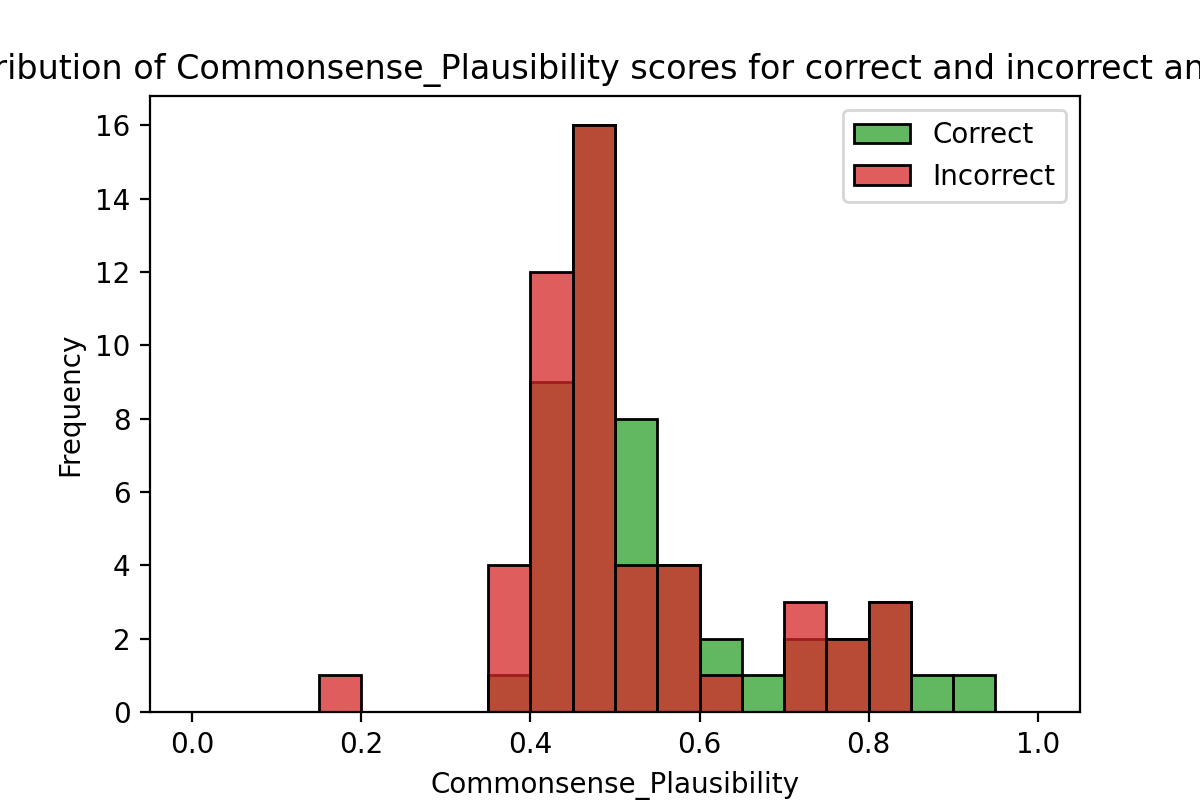 ribution of Commonsense_Plausibility scores for correct and incorrect an
Correct
Incorrect
16
14
12
10
8
6
4
2
0
Frequency
0.0 0.2 0.4 0.6 0.8 1.0
Commonsense_Plausibility